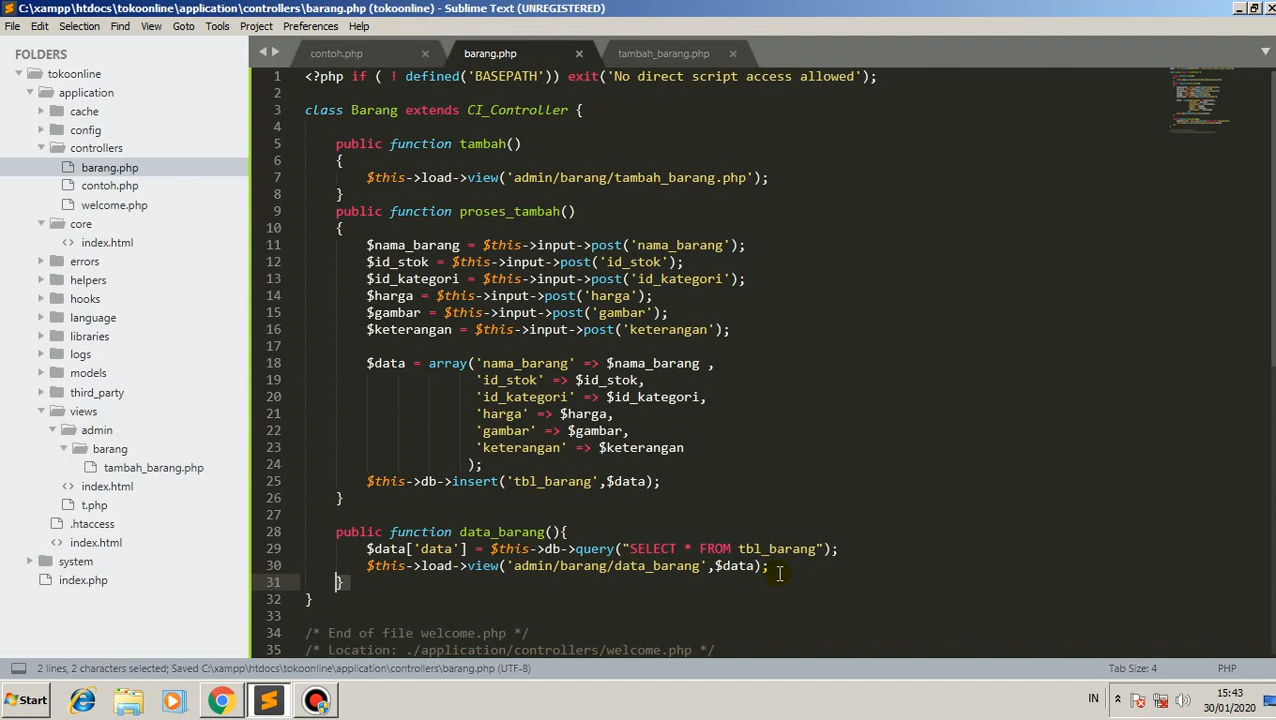 C:\xampp\htdocs\tokoonline\application\controllers\barang.php (tokoonline) - Sublime Text (UNREGISTERED)
File Edit Selection Find View Goto Tools Project Preferences Help
FOLDERS
tokoonline
application
cache
config
controllers
barang.php
contoh.php
welcome.php
core
index.html
errors
helpers
hooks
language
libraries
logs
models
third_party
views
admin
barang
tambah_barang.php
index.html
t.php
.htaccess
index.html
system
index.php
contoh.php barang.php tambah_barang.php
1 <?php if ( ! defined('BASEPATH')) exit('No direct script access allowed');
2
3 class Barang extends CI_Controller {
4
5 public function tambah()
6 {
7 $this->load->view('admin/barang/tambah_barang.php');
8 }
9 public function proses_tambah()
10 {
11 $nama_barang = $this->input->post('nama_barang');
12 $id_stok = $this->input->post('id_stok');
13 $id_kategori = $this->input->post('id_kategori');
14 $harga = $this->input->post('harga');
15 $gambar = $this->input->post('gambar');
16 $keterangan = $this->input->post('keterangan');
17
18 $data = array('nama_barang' => $nama_barang ,
19 'id_stok' => $id_stok,
20 'id_kategori' => $id_kategori,
21 'harga' => $harga,
22 'gambar' => $gambar,
23 'keterangan' => $keterangan
24 );
25 $this->db->insert('tbl_barang',$data);
26 }
27
28 public function data_barang(){
29 $data['data'] = $this->db->query("SELECT * FROM tbl_barang");
30 $this->load->view('admin/barang/data_barang',$data);
31 }
32 }
33
34 /* End of file welcome.php */
35 /* Location: ./application/controllers/welcome.php */
2 lines, 2 characters selected; Saved C:\xampp\htdocs\tokoonline\application\controllers\barang.php (UTF-8) Tab Size: 4 PHP
Start IN 15:43
30/01/2020